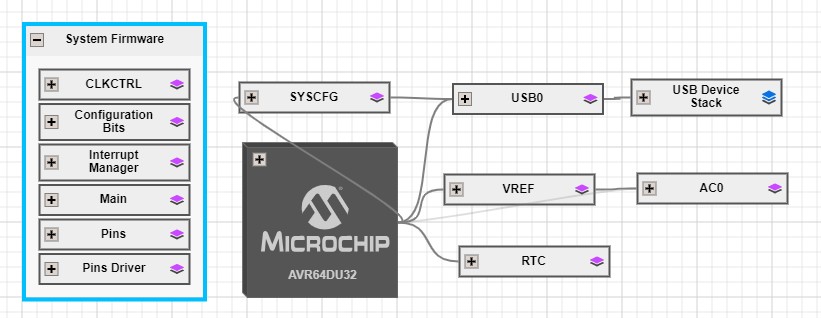 System Firmware
CLKCTRL
Configuration
Bits
Interrupt
Manager
Main
Pins
Pins Driver
SYSCFG
USB0
USB Device
Stack
MICROCHIP
AVR64DU32
VREF
AC0
RTC